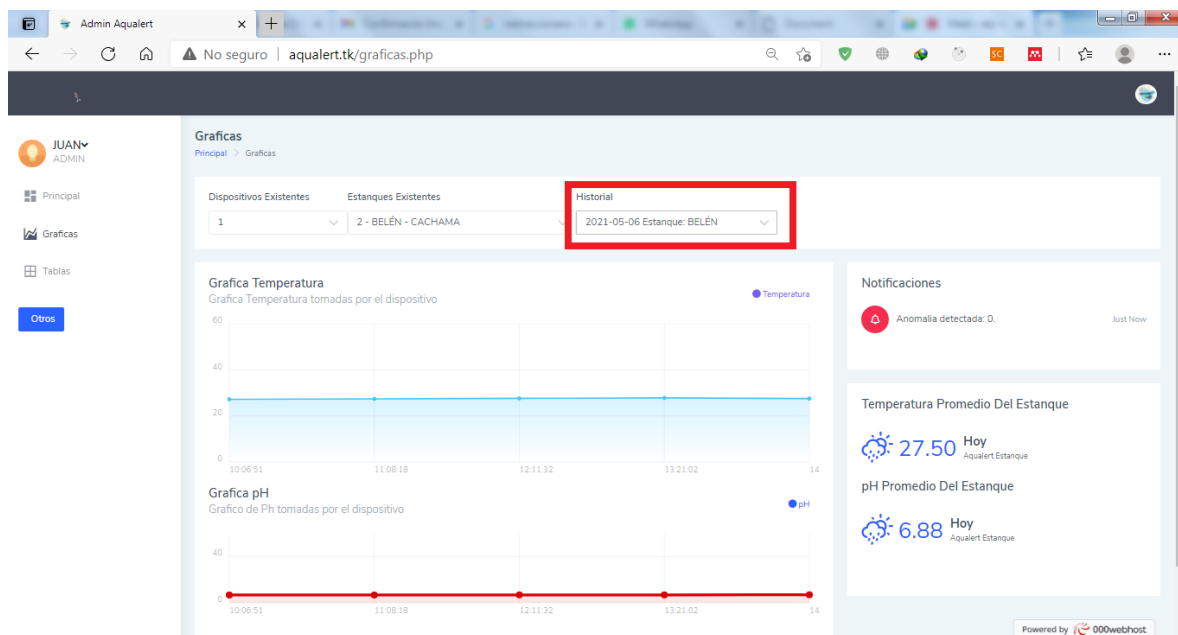 Admin Aqualert
No seguro | aqualert.tk/graficas.php
JUAN
ADMIN
Principal
Graficas
Tablas
Otros
Graficas
Principal > Graficas
Dispositivos Existentes
Estanques Existentes
Historial
1
2 - BELÉN - CACHAMA
2021-05-06 Estanque: BELÉN
Grafica Temperatura
Grafica Temperatura tomadas por el dispositivo
Temperatura
60
40
20
0
10:06:51 11:08:18 12:11:32 13:21:02 14
Grafica pH
Grafico de Ph tomadas por el dispositivo
pH
40
0
10:06:51 11:08:18 12:11:32 13:21:02 14
Notificaciones
Anomalia detectada: 0.
Just Now
Temperatura Promedio Del Estanque
27.50 Hoy
Aqualert Estanque
pH Promedio Del Estanque
6.88 Hoy
Aqualert Estanque
Powered by 000webhost